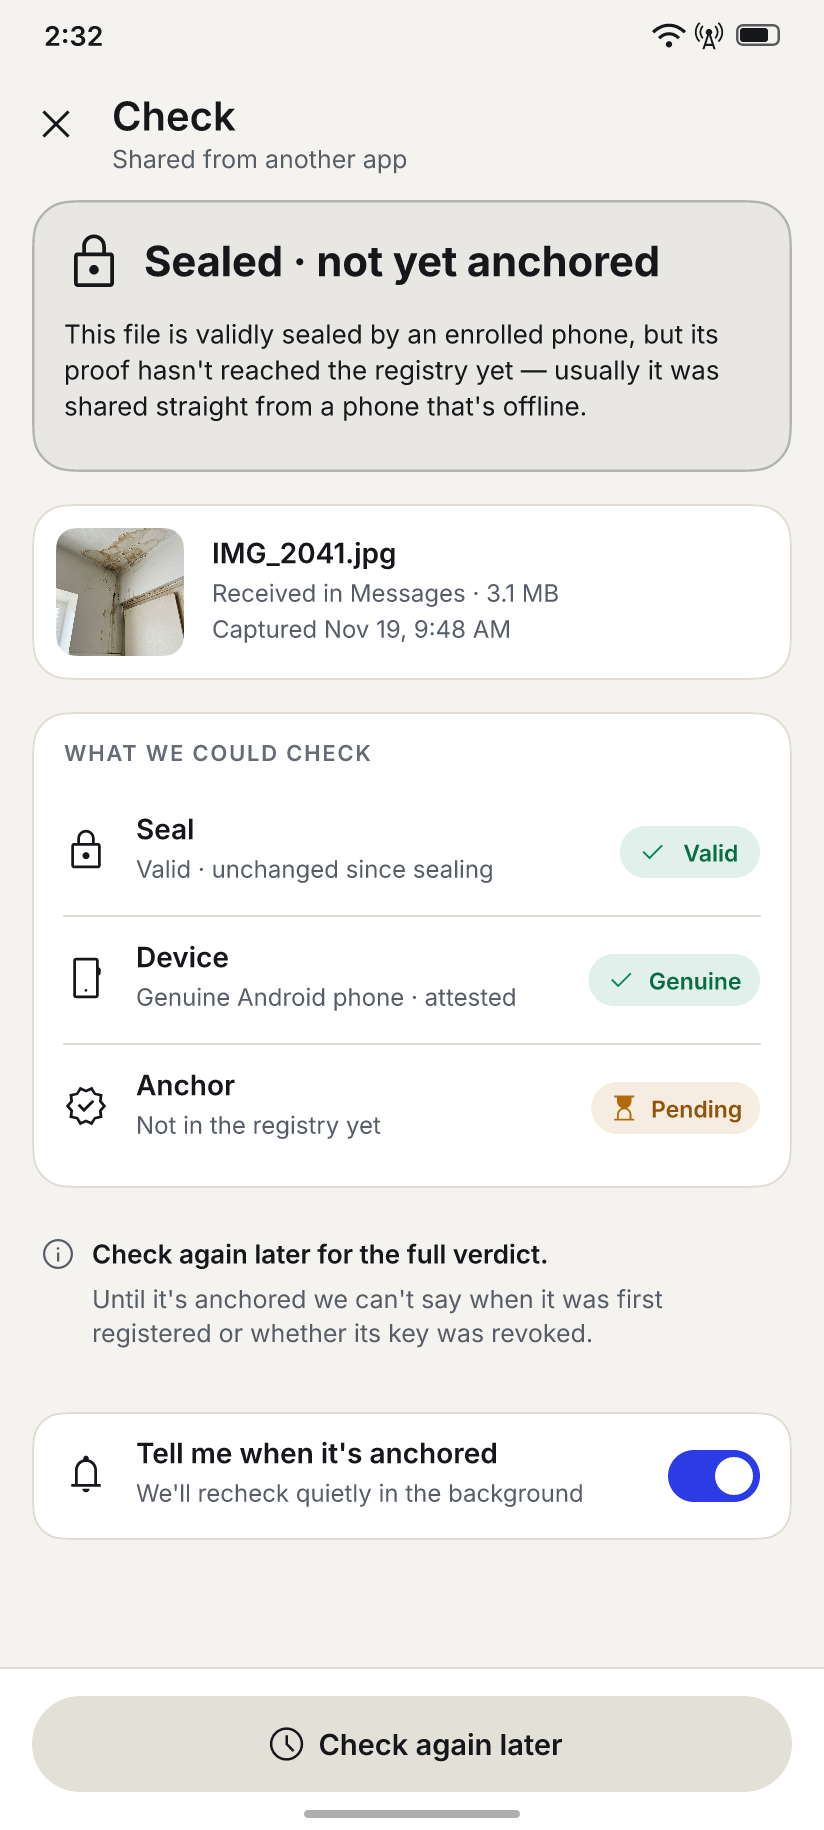 2:32
Check
Shared from another app
Sealed · not yet anchored
This file is validly sealed by an enrolled phone, but its
proof hasn't reached the registry yet — usually it was
shared straight from a phone that's offline.
IMG_2041.jpg
Received in Messages · 3.1 MB
Captured Nov 19, 9:48 AM
WHAT WE COULD CHECK
Seal
Valid · unchanged since sealing
Valid
Device
Genuine Android phone · attested
Genuine
Anchor
Not in the registry yet
Pending
Check again later for the full verdict.
Until it's anchored we can't say when it was first
registered or whether its key was revoked.
Tell me when it's anchored
We'll recheck quietly in the background
Check again later